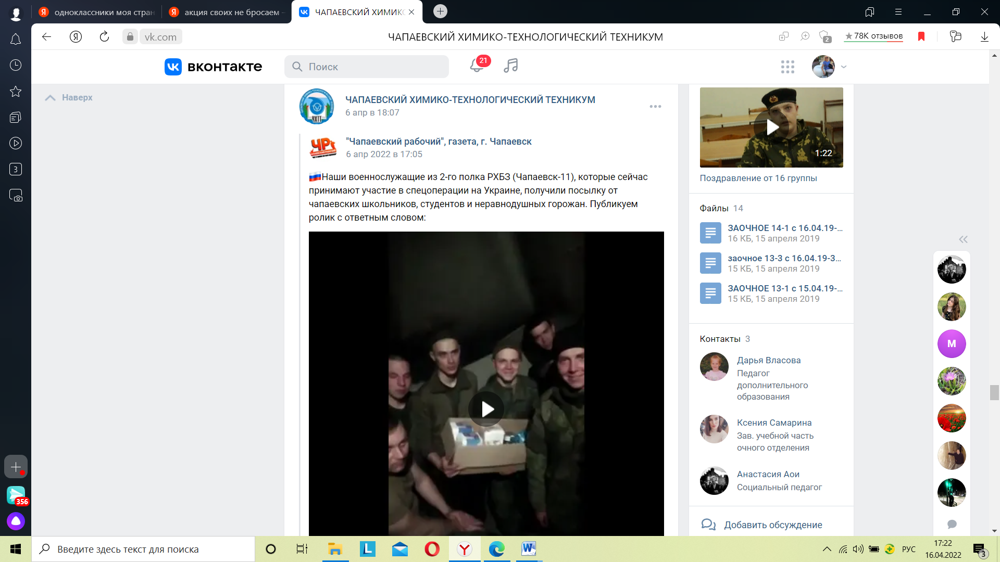 одноклассники моя стран
акция своих не бросаем –
ЧАПАЕВСКИЙ ХИМИКО
vk.com
ЧАПАЕВСКИЙ ХИМИКО-ТЕХНОЛОГИЧЕСКИЙ ТЕХНИКУМ
2
★78K отзывов
вконтакте
Поиск
21
Наверх
3
ЧХТТ
ЧАПАЕВСКИЙ ХИМИКО-ТЕХНОЛОГИЧЕСКИЙ ТЕХНИКУМ
6 апр в 18:07
ЧР
"Чапаевский рабочий", газета, г. Чапаевск
6 апр 2022 в 17:05
Наши военнослужащие из 2-го полка РХБЗ (Чапаевск-11), которые сейчас
принимают участие в спецоперации на Украине, получили посылку от
чапаевских школьников, студентов и неравнодушных горожан. Публикуем
ролик с ответным словом:
1:22
Поздравление от 16 группы
Файлы 14
ЗАОЧНОЕ 14-1 с 16.04.19-...
16 КБ, 15 апреля 2019
заочное 13-3 с 16.04.19-3...
15 КБ, 15 апреля 2019
ЗАОЧНОЕ 13-1 с 15.04.19-...
15 КБ, 15 апреля 2019
Контакты 3
Дарья Власова
Педагог
дополнительного
образования
Ксения Самарина
Зав. учебной часть
очного отделения
Анастасия Аои
Социальный педагог
Добавить обсуждение
М
356
Введите здесь текст для поиска
РУС
17:22
16.04.2022
3